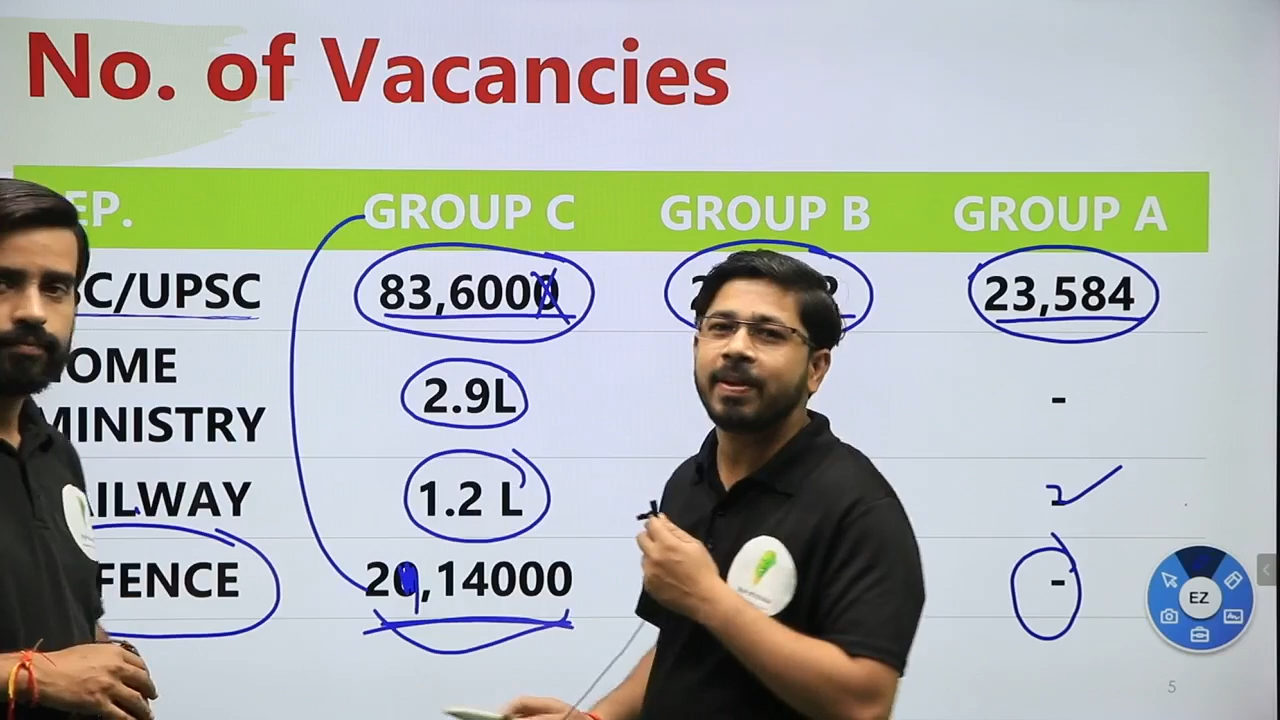 No. of Vacancies
EP. GROUP C GROUP B GROUP A
SC/UPSC 83,6000 23,584
HOME
MINISTRY 2.9L -
AILWAY 1.2 L -
FENCE 20,14000 -
EZ
5